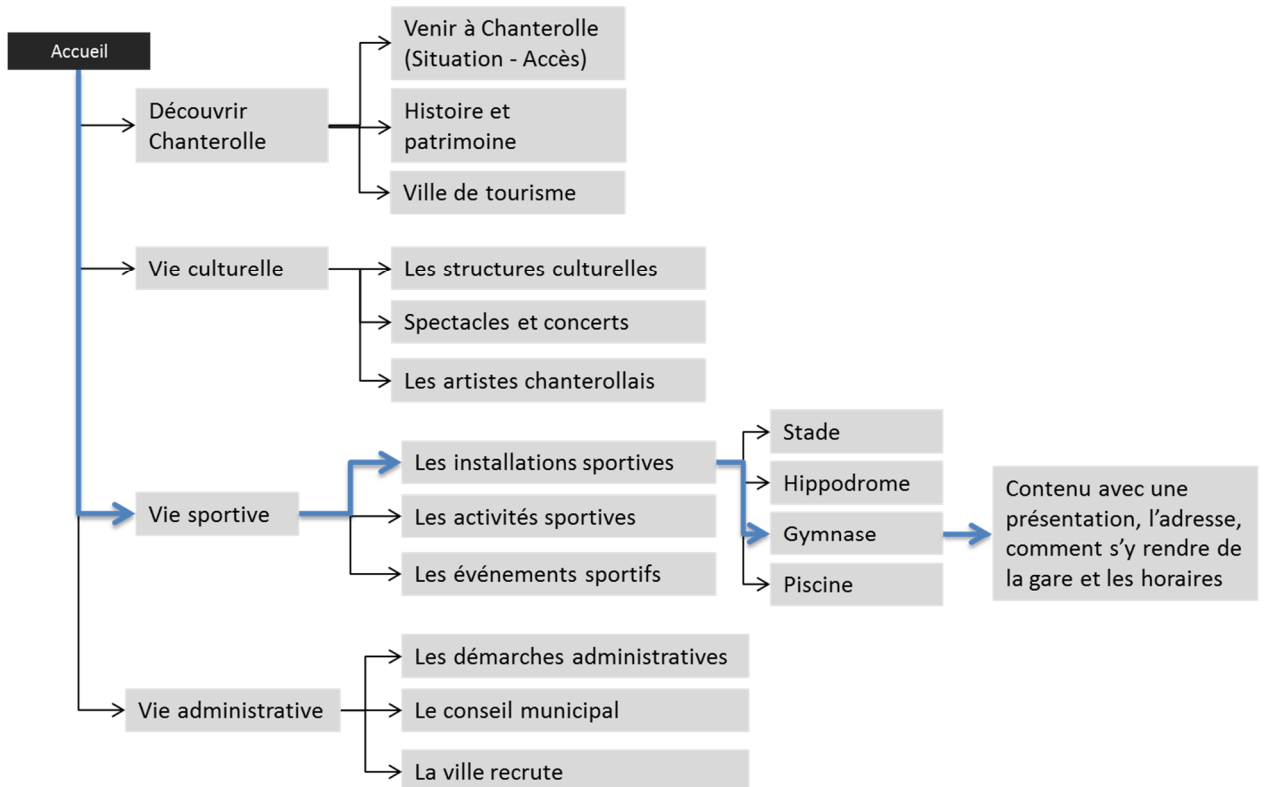 Accueil
Découvrir
Chanterolle
Venir à Chanterolle
(Situation - Accès)
Histoire et
patrimoine
Ville de tourisme
Vie culturelle
Les structures culturelles
Spectacles et concerts
Les artistes chanterollais
Vie sportive
Les installations sportives
Les activités sportives
Les événements sportifs
Stade
Hippodrome
Gymnase
Piscine
Contenu avec une
présentation, l’adresse,
comment s’y rendre de
la gare et les horaires
Vie administrative
Les démarches administratives
Le conseil municipal
La ville recrute